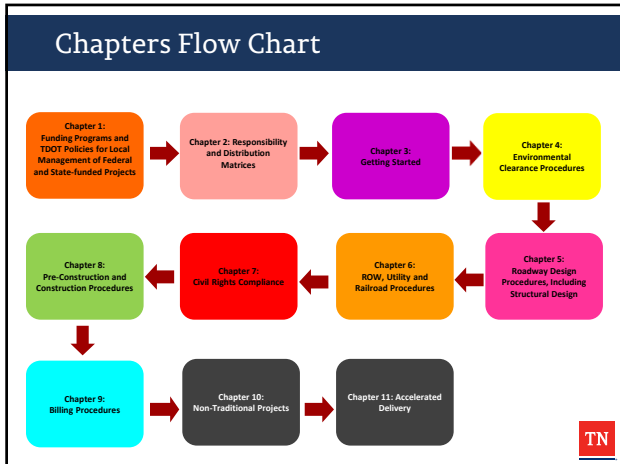 Chapters Flow Chart
Chapter 1:
Funding Programs and
TDOT Policies for Local
Management of Federal
and State-funded Projects
Chapter 2: Responsibility
and Distribution
Matrices
Chapter 3:
Getting Started
Chapter 4:
Environmental
Clearance Procedures
Chapter 5:
Roadway Design
Procedures, Including
Structural Design
Chapter 6:
ROW, Utility and
Railroad Procedures
Chapter 7:
Civil Rights Compliance
Chapter 8:
Pre-Construction and
Construction Procedures
Chapter 9:
Billing Procedures
Chapter 10:
Non-Traditional Projects
Chapter 11: Accelerated
Delivery
TN